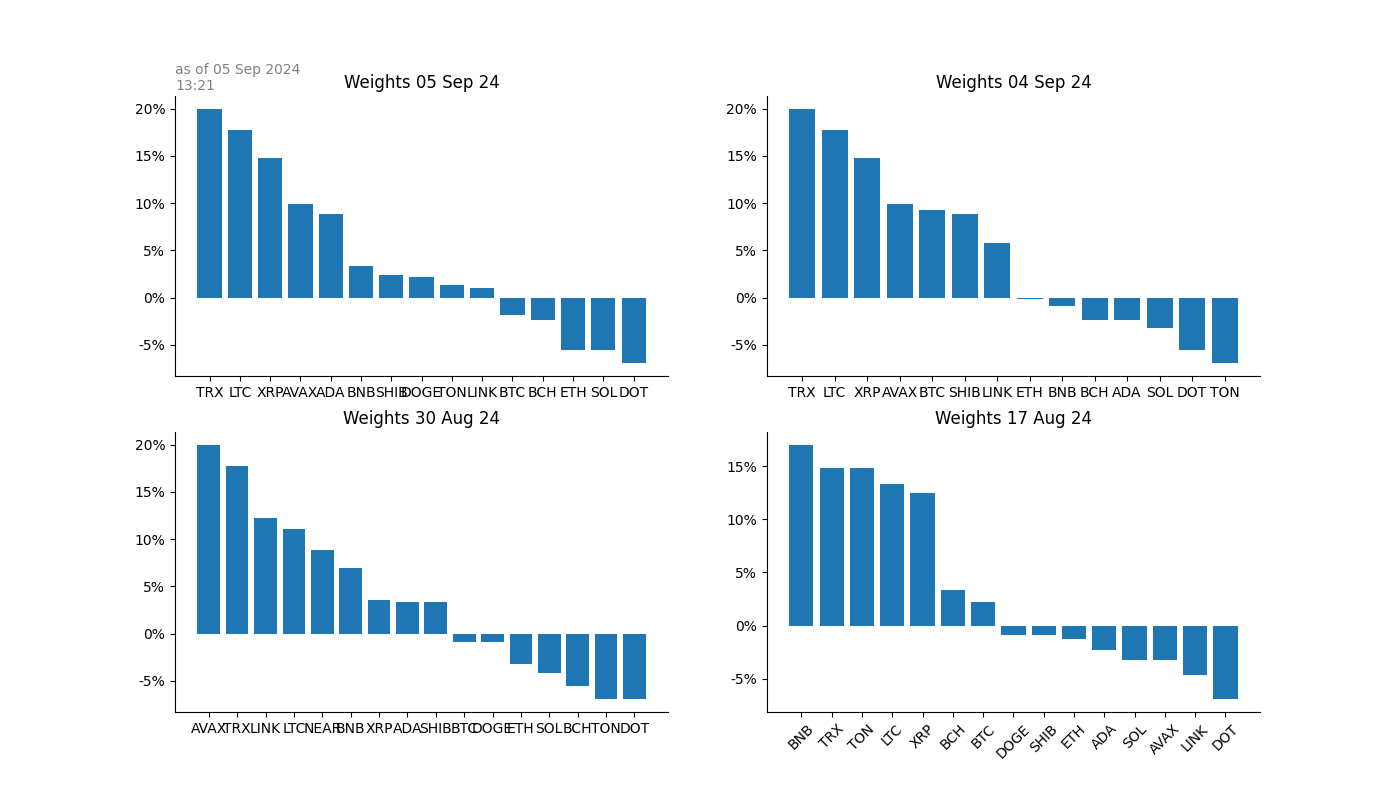 as of 05 Sep 2024
13:21
Weights 05 Sep 24
20%
15%
10%
5%
0%
-5%
TRX LTC XRP AVAX ADA BNB SHIB DOGE TON LINK BTC BCH ETH SOL DOT
Weights 04 Sep 24
20%
15%
10%
5%
0%
-5%
TRX LTC XRP AVAX BTC SHIB LINK ETH BNB BCH ADA SOL DOT TON
Weights 30 Aug 24
20%
15%
10%
5%
0%
-5%
AVAX TRX LINK LTC NEAR BNB XRP ADA SHIB BTC DOGE ETH SOL BCH TON DOT
Weights 17 Aug 24
15%
10%
5%
0%
-5%
BNB TRX TON LTC XRP BCH BTC DOGE SHIB ETH ADA SOL AVAX LINK DOT